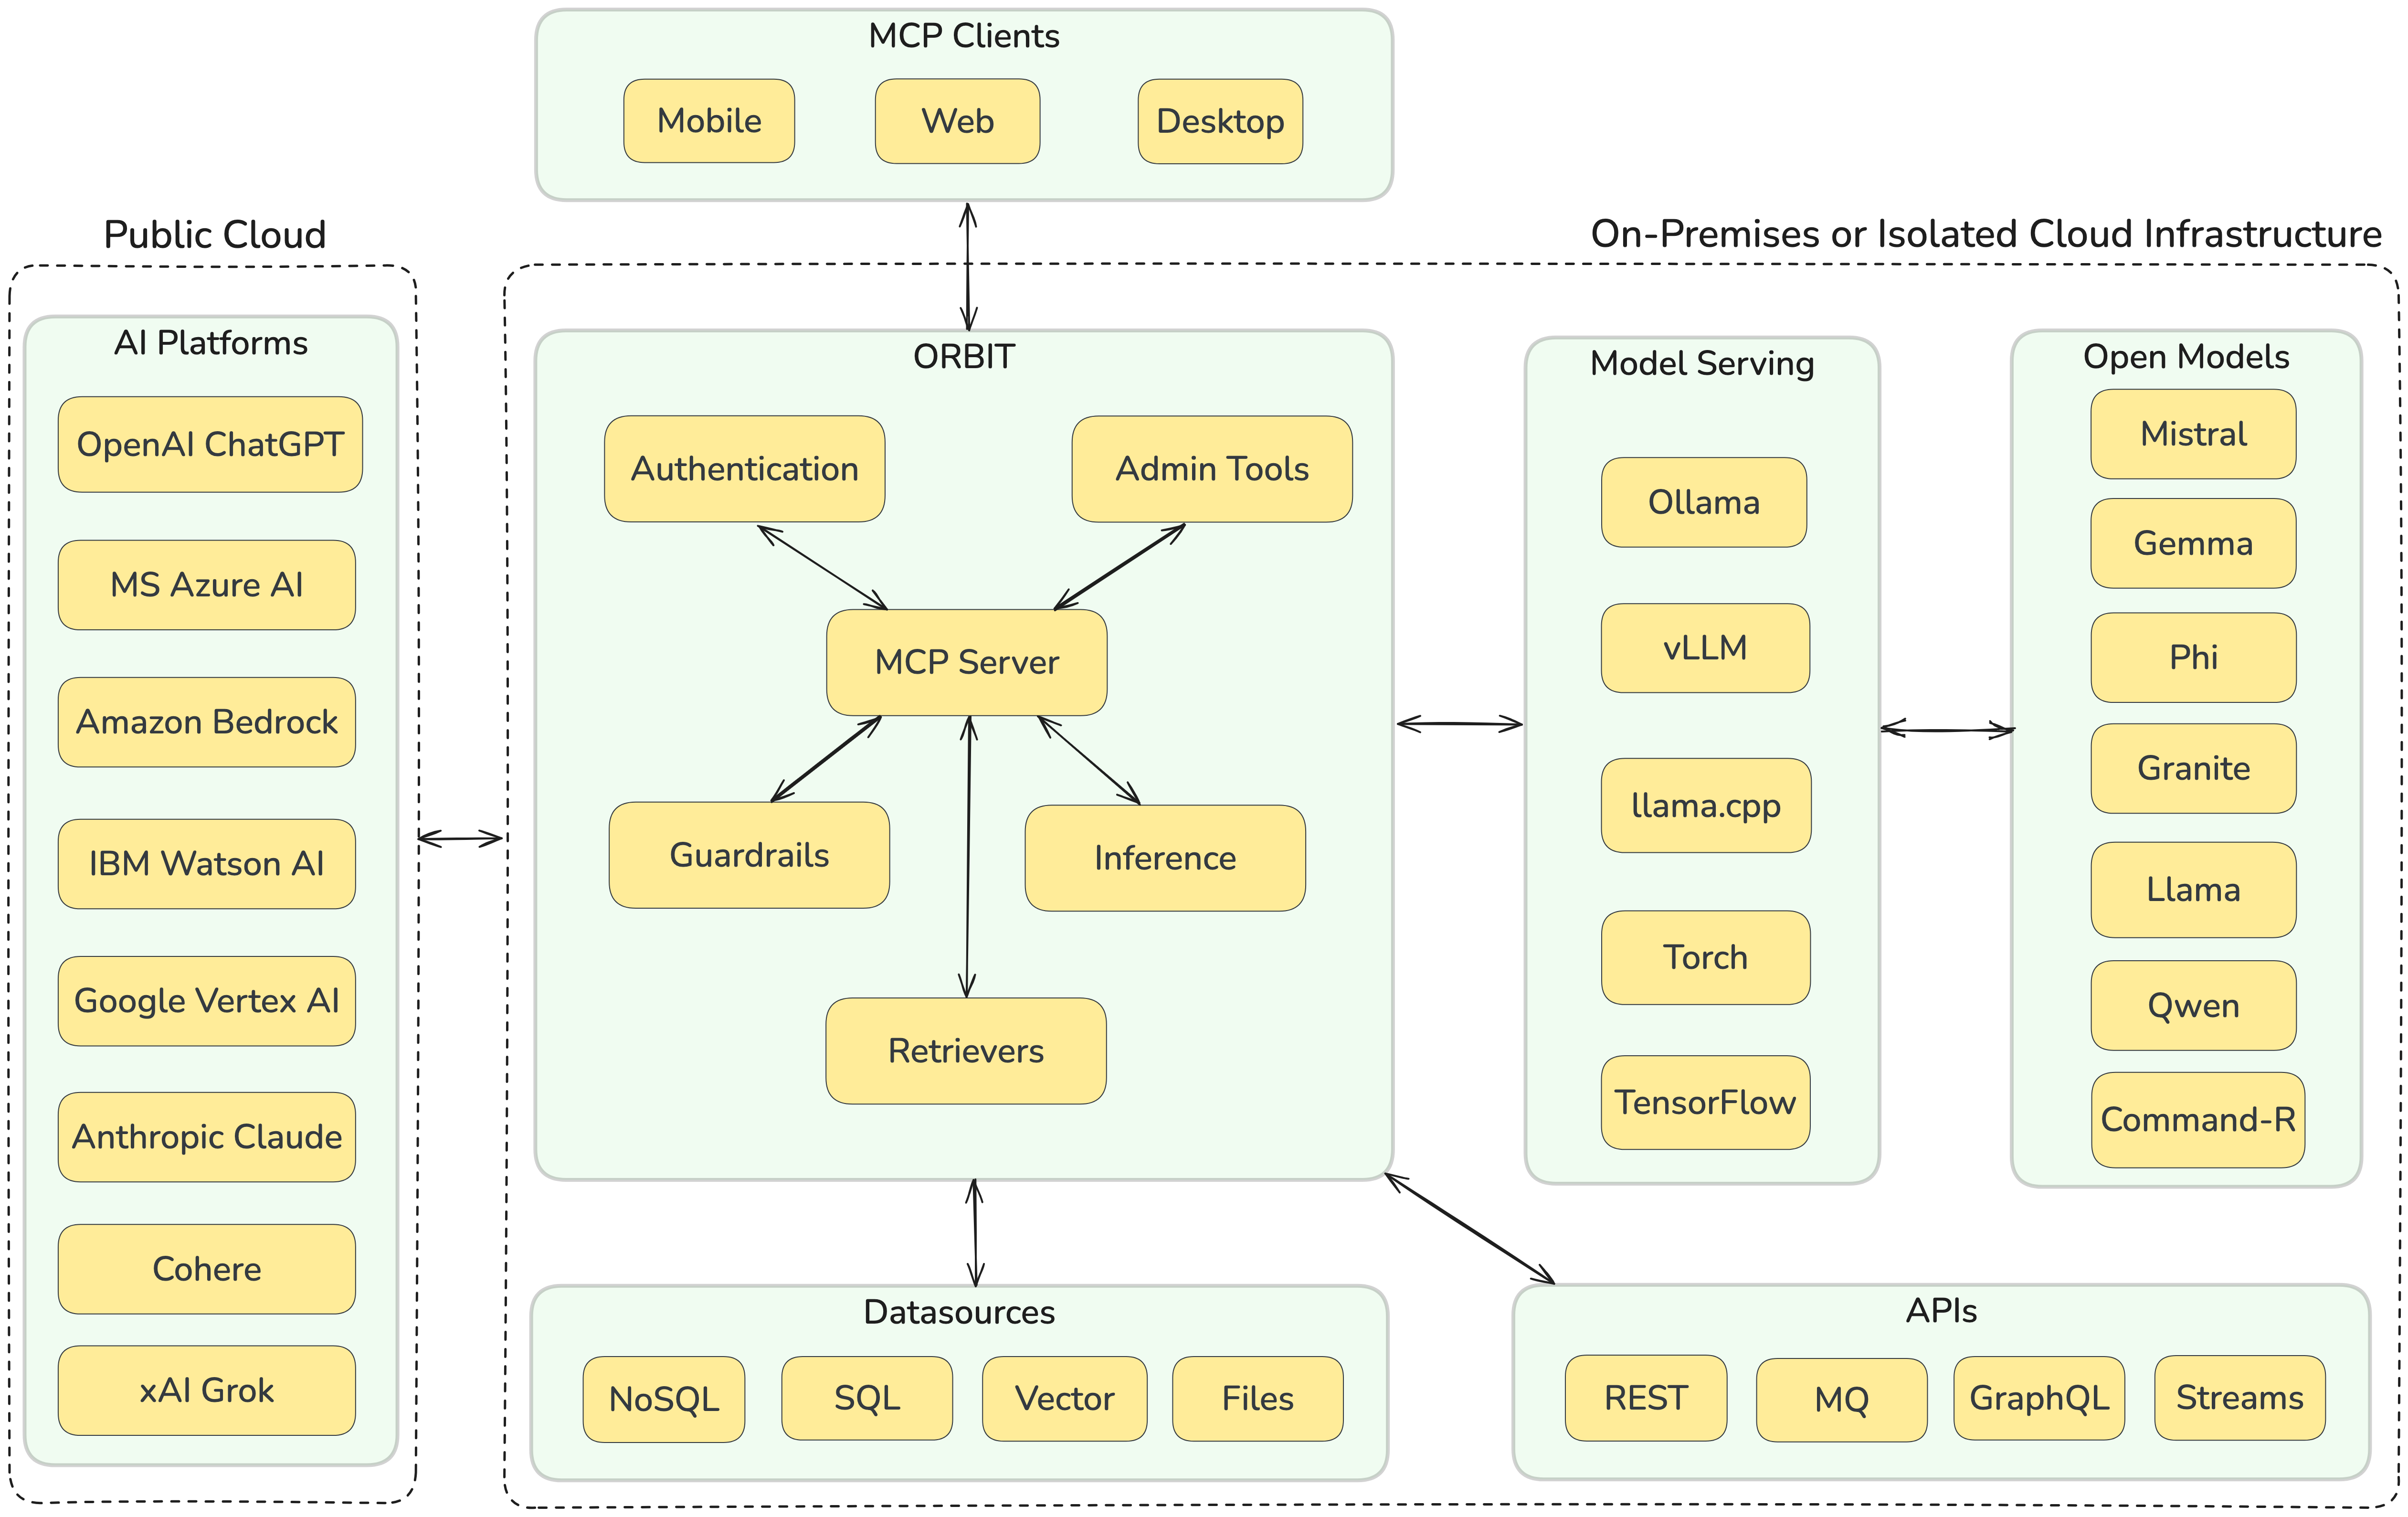 MCP Clients
Mobile
Web
Desktop
Public Cloud
On-Premises or Isolated Cloud Infrastructure
AI Platforms
OpenAI ChatGPT
MS Azure AI
Amazon Bedrock
IBM Watson AI
Google Vertex AI
Anthropic Claude
Cohere
xAI Grok
ORBIT
Authentication
Admin Tools
MCP Server
Guardrails
Inference
Retrievers
Model Serving
Ollama
vLLM
llama.cpp
Torch
TensorFlow
Open Models
Mistral
Gemma
Phi
Granite
Llama
Qwen
Command-R
Datasources
NoSQL
SQL
Vector
Files
APIs
REST
MQ
GraphQL
Streams